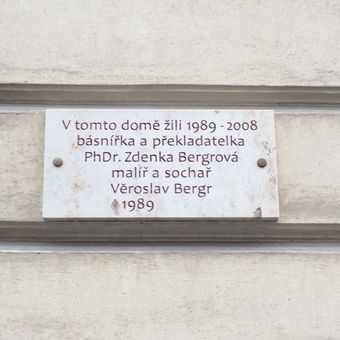 V tomto domě žili 1989 - 2008
básnířka a překladatelka
PhDr. Zdenka Bergrová
malíř a sochař
Věroslav Bergr
1989